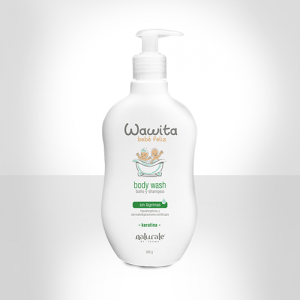 Wawita
bebé feliz
body wash
baño y shampoo
sin lágrimas
keratina
naturale